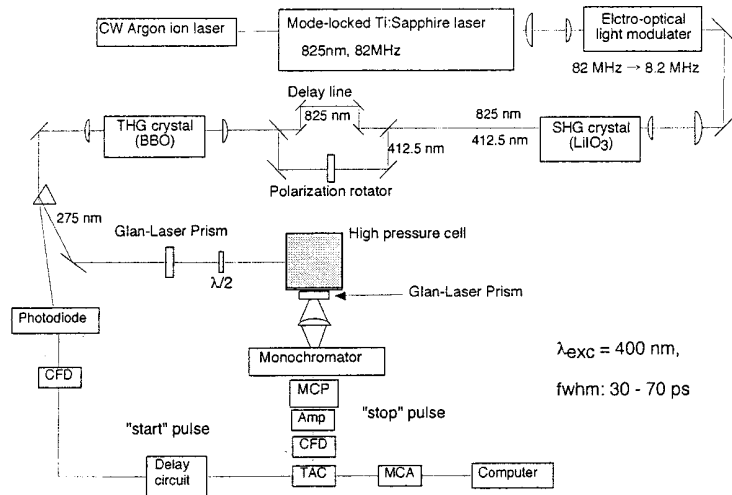 CW Argon ion laser
Mode-locked Ti:Sapphire laser
825nm, 82MHz
Elctro-optical
light modulater
82 MHz → 8.2 MHz
Delay line
825 nm
THG crystal
(BBO)
412.5 nm
Polarization rotator
825 nm
412.5 nm
SHG crystal
(LiIO3)
275 nm
Glan-Laser Prism
λ/2
High pressure cell
Glan-Laser Prism
Photodiode
CFD
Monochromator
MCP
Amp
CFD
"stop" pulse
"start" pulse
Delay
circuit
TAC
MCA
Computer
λexc = 400 nm,
fwhm: 30 - 70 ps